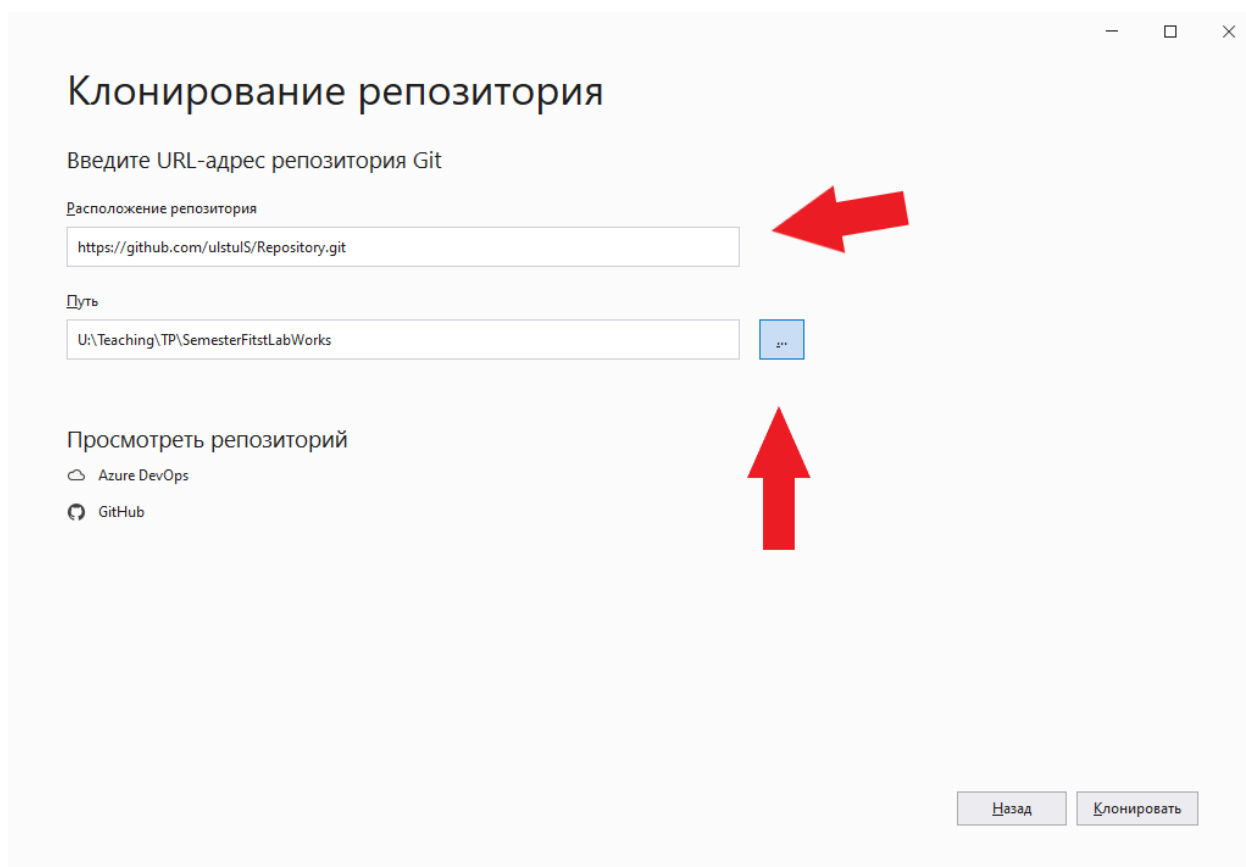 Клонирование репозитория
Введите URL-адрес репозитория Git
Расположение репозитория
https://github.com/ulstulS/Repository.git
Путь
U:\Teaching\TP\SemesterFitstLabWorks
...
Просмотреть репозиторий
Azure DevOps
GitHub
Назад
Клонировать